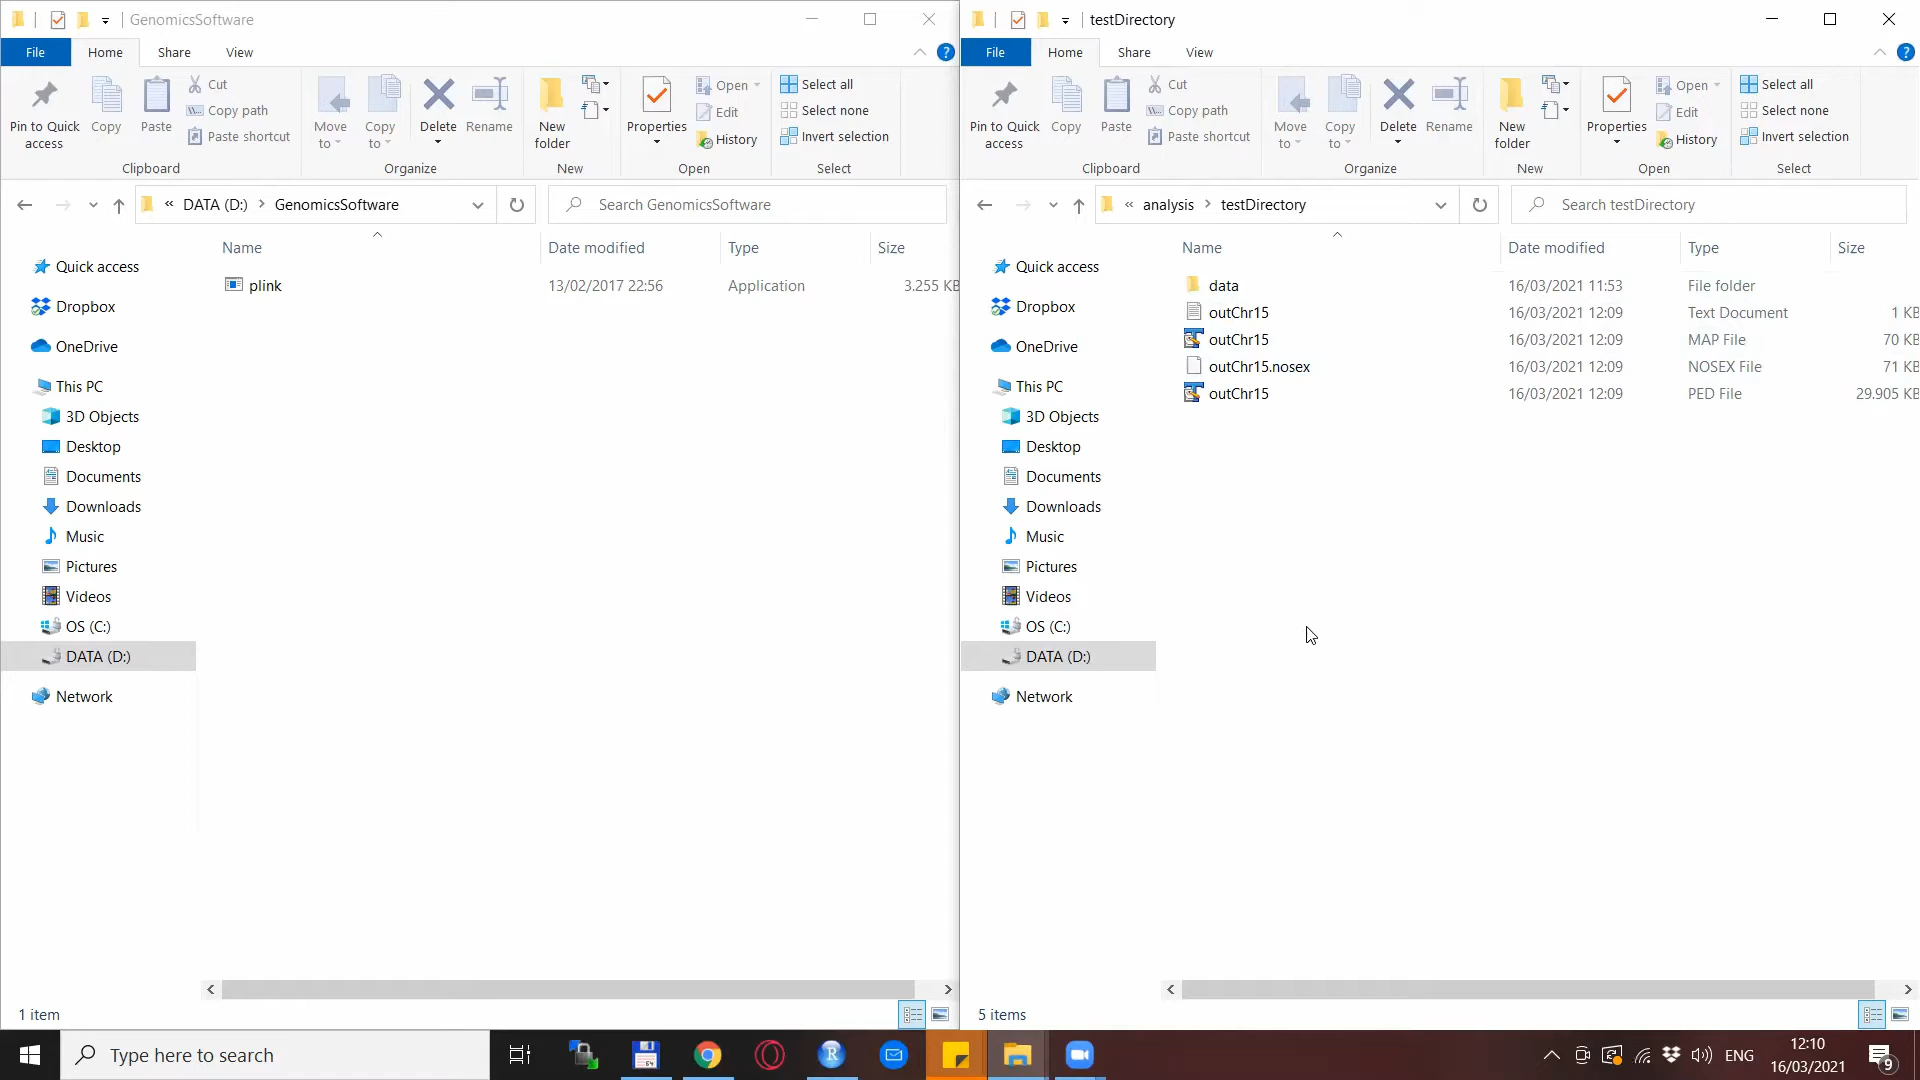 GenomicsSoftware
File Home Share View
Pin to Quick access
Copy
Paste
Cut
Copy path
Paste shortcut
Clipboard
Move to
Copy to
Delete
Rename
Organize
New folder
New
Properties
Open
Edit
History
Open
Select all
Select none
Invert selection
Select
« DATA (D:) > GenomicsSoftware
Search GenomicsSoftware
Name Date modified Type Size
plink 13/02/2017 22:56 Application 3.255 KB
Quick access
Dropbox
OneDrive
This PC
3D Objects
Desktop
Documents
Downloads
Music
Pictures
Videos
OS (C:)
DATA (D:)
Network
1 item
testDirectory
File Home Share View
Pin to Quick access
Copy
Paste
Cut
Copy path
Paste shortcut
Clipboard
Move to
Copy to
Delete
Rename
Organize
New folder
New
Properties
Open
Edit
History
Open
Select all
Select none
Invert selection
Select
« analysis > testDirectory
Search testDirectory
Name Date modified Type Size
data 16/03/2021 11:53 File folder
outChr15 16/03/2021 12:09 Text Document 1 KB
outChr15 16/03/2021 12:09 MAP File 70 KB
outChr15.nosex 16/03/2021 12:09 NOSEX File 71 KB
outChr15 16/03/2021 12:09 PED File 29.905 KB
Quick access
Dropbox
OneDrive
This PC
3D Objects
Desktop
Documents
Downloads
Music
Pictures
Videos
OS (C:)
DATA (D:)
Network
5 items
Type here to search
64
R
ENG
12:10
16/03/2021
9